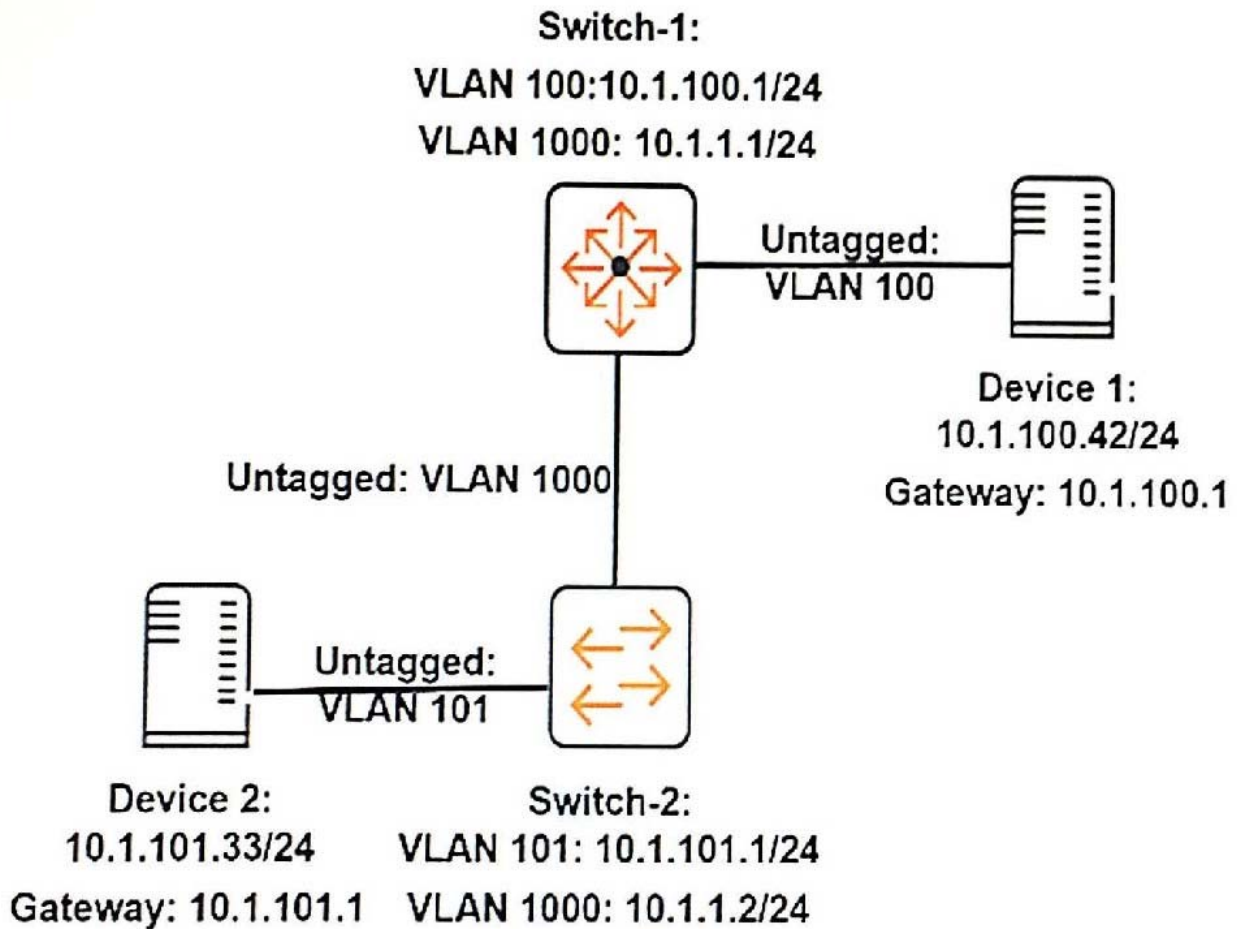 Switch-1:
VLAN 100:10.1.100.1/24
VLAN 1000: 10.1.1.1/24
Untagged:
VLAN 100
Device 1:
10.1.100.42/24
Gateway: 10.1.100.1
Untagged: VLAN 1000
Untagged:
VLAN 101
Device 2:
10.1.101.33/24
Gateway: 10.1.101.1
Switch-2:
VLAN 101: 10.1.101.1/24
VLAN 1000: 10.1.1.2/24